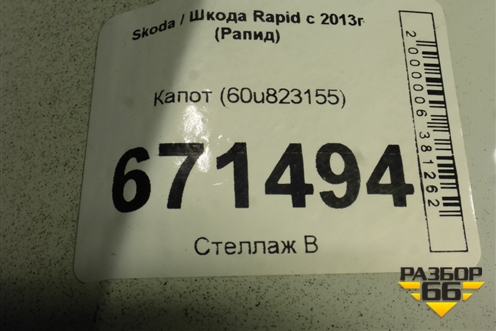 Skoda / Шкода Rapid с 2013г
(Рапид)
Капот (60u823155)
671494
Стеллаж В
2000006381262
РАЗБОР
66